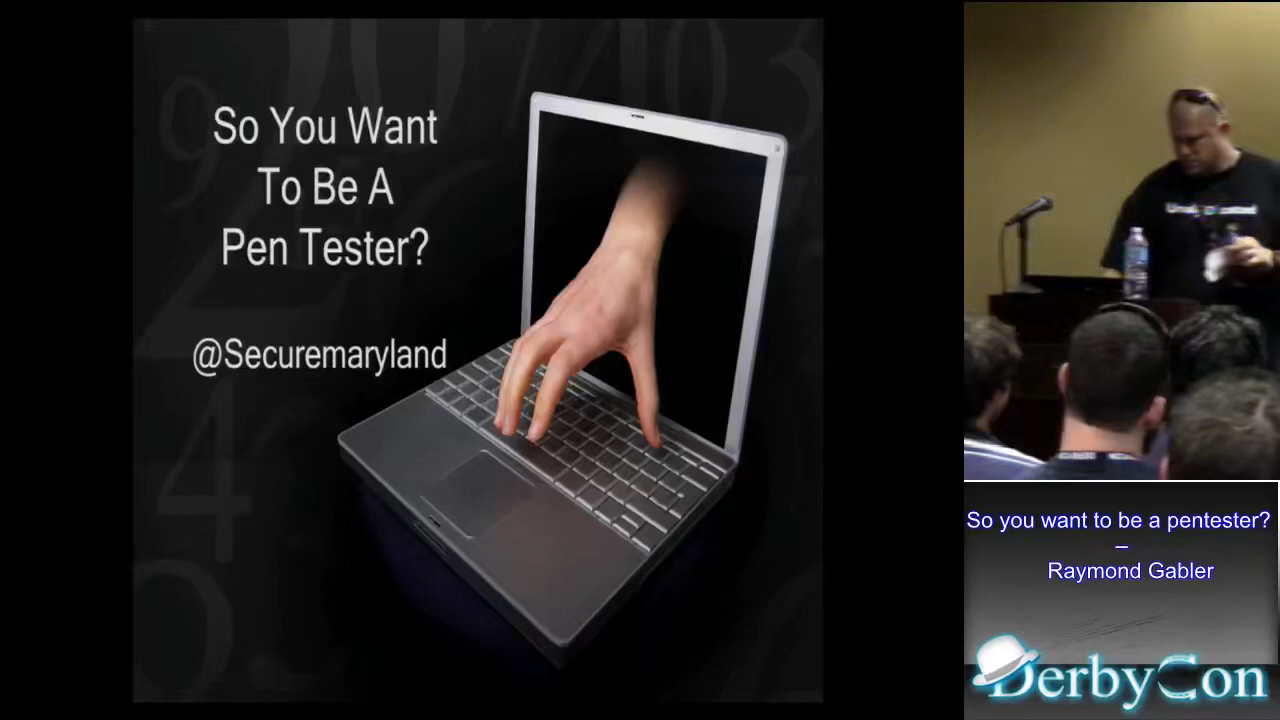 So You Want
To Be A
Pen Tester?
@Securemaryland
So you want to be a pentester?
–
Raymond Gabler
DerbyCon